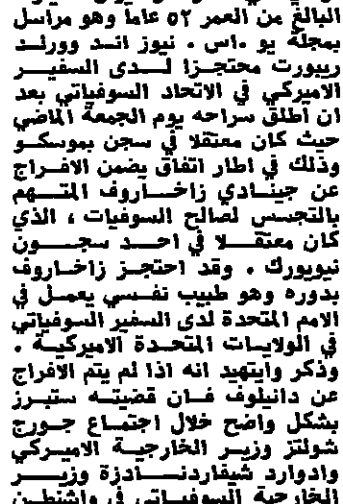 البالغ من العمر ٥٢ عاما وهو مراسل
بمجلة يو .اس . نيوز اند وورلد
ريبورت محتجزا لدى السفير
الاميركي في الاتحاد السوفياتي بعد
ان اطلق سراحه يوم الجمعة الماضي
حيث كان معتقلا في سجن بموسكو
وذلك في اطار اتفاق يضمن الافراج
عن جينادي زاخاروف المتهم
بالتجسس لصالح السوفيات ، الذي
كان معتقلا في احد سجون
نيويورك . وقد احتجز زاخاروف
بدوره وهو طبيب نفسي يعمل في
الامم المتحدة لدى السفير السوفياتي
في الولايات المتحدة الاميركية .
وذكر وايتهيد انه اذا لم يتم الافراج
عن دانيلوف فان قضيته ستبرز
بشكل واضح خلال اجتماع جورج
شولتز وزير الخارجية الاميركي
وادوارد شيفاردنادزة وزير
الخارجية السوفياتي في واشنطن